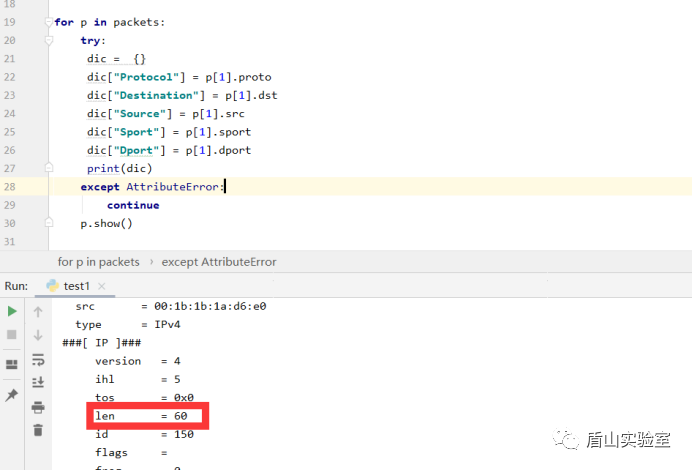 18
19 for p in packets:
20 try:
21 dic = {}
22 dic["Protocol"] = p[1].proto
23 dic["Destination"] = p[1].dst
24 dic["Source"] = p[1].src
25 dic["Sport"] = p[1].sport
26 dic["Dport"] = p[1].dport
27 print(dic)
28 except AttributeError:
29 continue
30 p.show()
31
for p in packets › except AttributeError
Run: test1 ×
src = 00:1b:1b:1a:d6:e0
type = IPv4
###[ IP ]###
version = 4
ihl = 5
tos = 0x0
len = 60
id = 150
flags =
盾山实验室